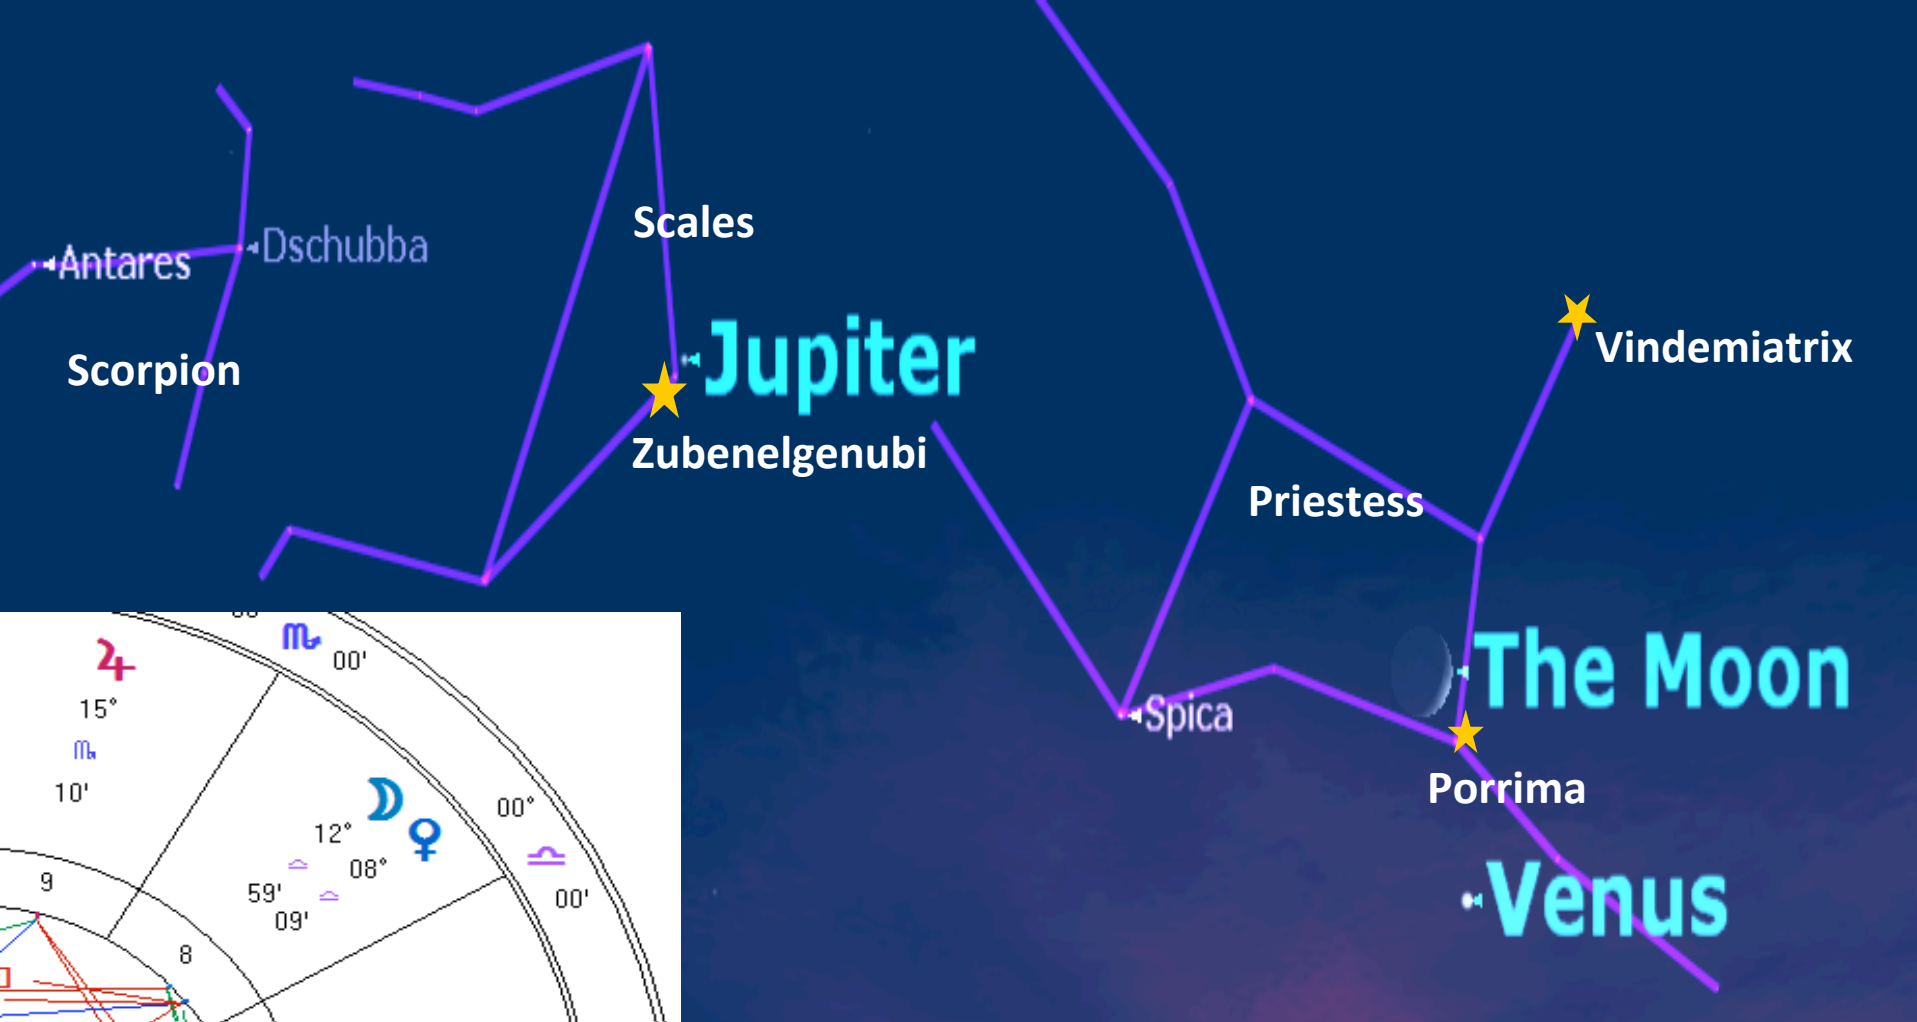 Scales
Antares
Dschubba
Jupiter
Vindemiatrix
Scorpion
Zubenelgenubi
Priestess
The Moon
Spica
Porrima
Venus
♏ 00'
♃
15°
♏
10'
00°
♎
00'
☽
12°
♎
59'
♀
08°
♎
09'
9
8